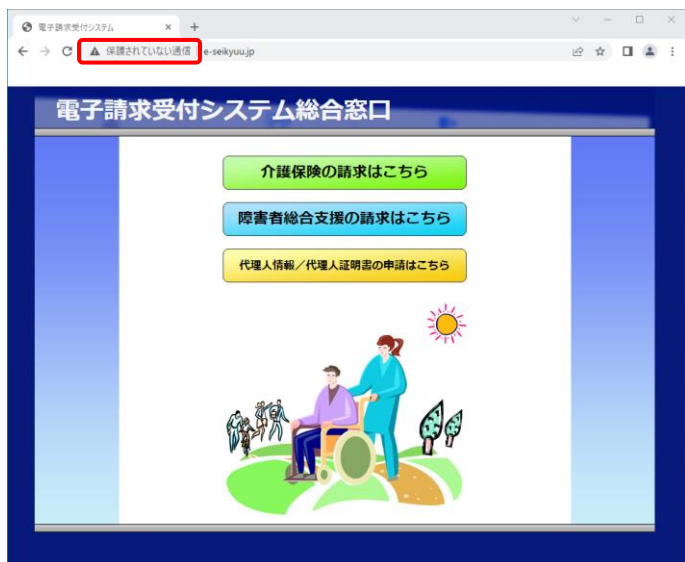 電子請求受付システム
保護されていない通信
e-seikyuu.jp
電子請求受付システム総合窓口
介護保険の請求はこちら
障害者総合支援の請求はこちら
代理人情報／代理人証明書の申請はこちら